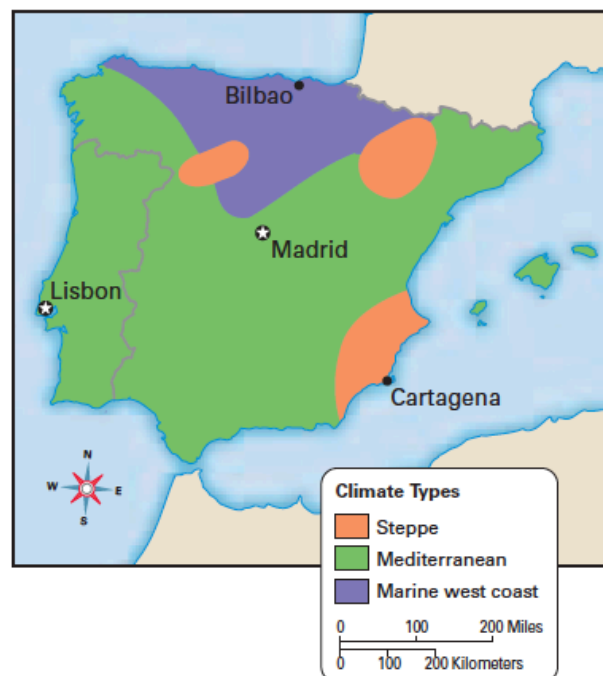 Bilbao
Madrid
Lisbon
Cartagena
N
W E
S
Climate Types
Steppe
Mediterranean
Marine west coast
0 100 200 Miles
0 100 200 Kilometers